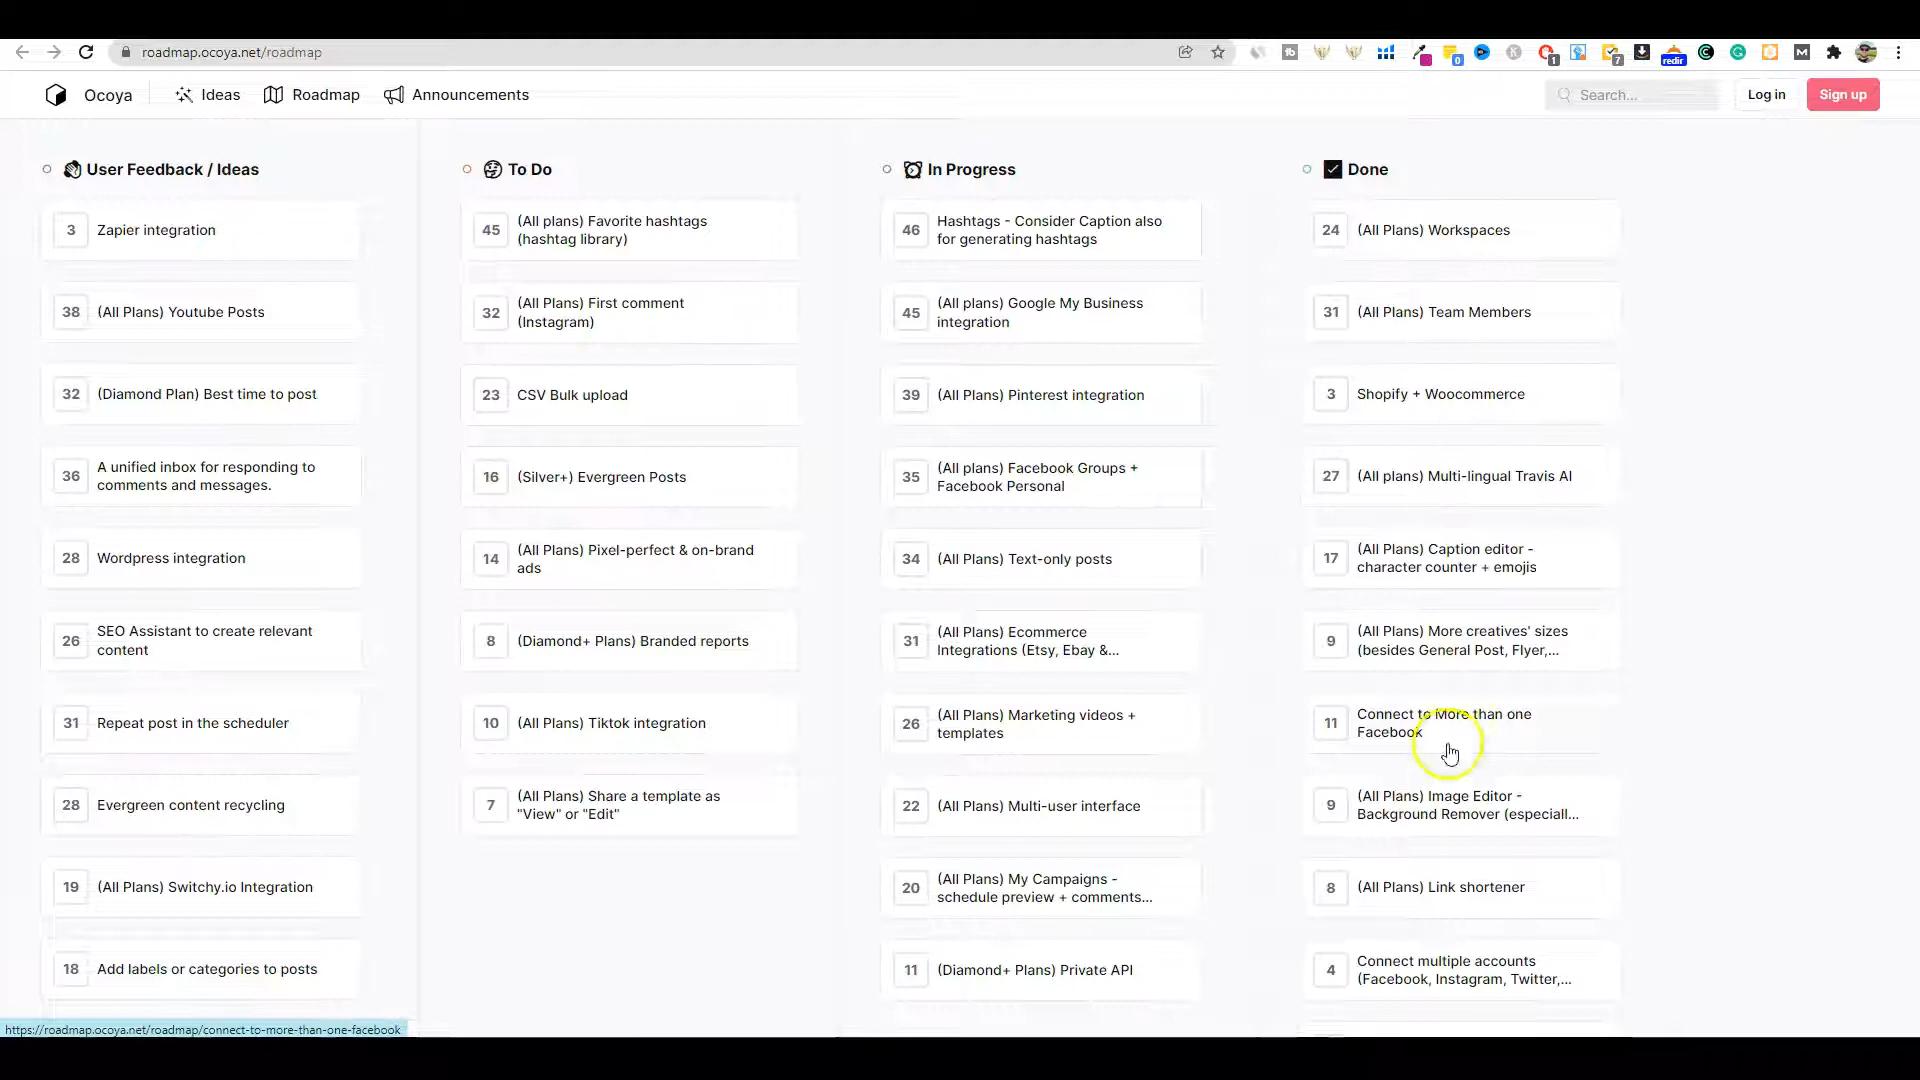 roadmap.ocoya.net/roadmap
0
1
7
redir
Ocoya
Ideas
Roadmap
Announcements
Search...
Log in
Sign up
User Feedback / Ideas
3
Zapier integration
38
(All Plans) Youtube Posts
32
(Diamond Plan) Best time to post
36
A unified inbox for responding to
comments and messages.
28
Wordpress integration
26
SEO Assistant to create relevant
content
31
Repeat post in the scheduler
28
Evergreen content recycling
19
(All Plans) Switchy.io Integration
18
Add labels or categories to posts
To Do
45
(All plans) Favorite hashtags
(hashtag library)
32
(All Plans) First comment
(Instagram)
23
CSV Bulk upload
16
(Silver+) Evergreen Posts
14
(All Plans) Pixel-perfect & on-brand
ads
8
(Diamond+ Plans) Branded reports
10
(All Plans) Tiktok integration
7
(All Plans) Share a template as
"View" or "Edit"
In Progress
46
Hashtags - Consider Caption also
for generating hashtags
45
(All plans) Google My Business
integration
39
(All Plans) Pinterest integration
35
(All plans) Facebook Groups +
Facebook Personal
34
(All Plans) Text-only posts
31
(All Plans) Ecommerce
Integrations (Etsy, Ebay &...
26
(All Plans) Marketing videos +
templates
22
(All Plans) Multi-user interface
20
(All Plans) My Campaigns -
schedule preview + comments...
11
(Diamond+ Plans) Private API
Done
24
(All Plans) Workspaces
31
(All Plans) Team Members
3
Shopify + Woocommerce
27
(All plans) Multi-lingual Travis AI
17
(All Plans) Caption editor -
character counter + emojis
9
(All Plans) More creatives' sizes
(besides General Post, Flyer,...
11
Connect to More than one
Facebook
9
(All Plans) Image Editor -
Background Remover (especiall...
8
(All Plans) Link shortener
4
Connect multiple accounts
(Facebook, Instagram, Twitter,...
https://roadmap.ocoya.net/roadmap/connect-to-more-than-one-facebook